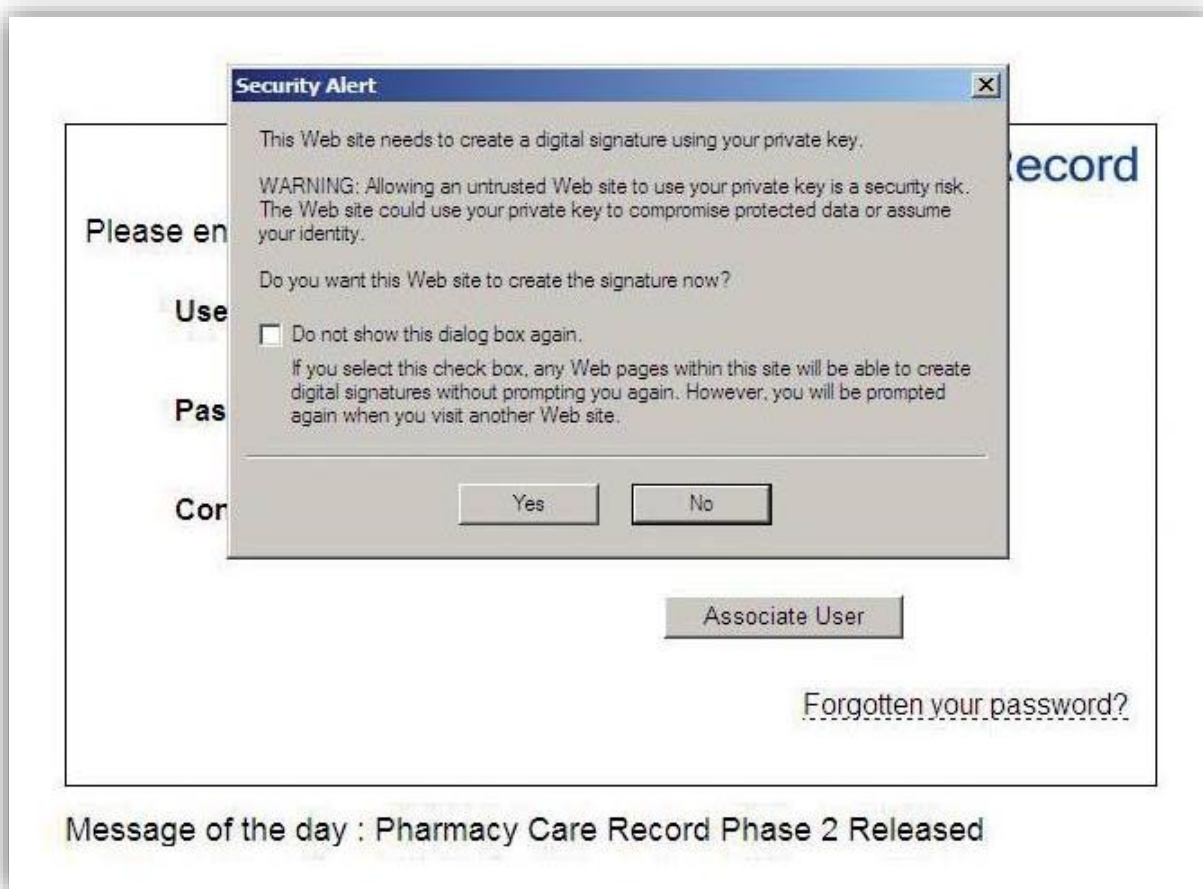 Security Alert
This Web site needs to create a digital signature using your private key.
WARNING: Allowing an untrusted Web site to use your private key is a security risk.
The Web site could use your private key to compromise protected data or assume
your identity.
Do you want this Web site to create the signature now?
Do not show this dialog box again.
If you select this check box, any Web pages within this site will be able to create
digital signatures without prompting you again. However, you will be prompted
again when you visit another Web site.
Yes No
ecord
Please en
Use
Pas
Con
Associate User
Forgotten your password?
Message of the day : Pharmacy Care Record Phase 2 Released